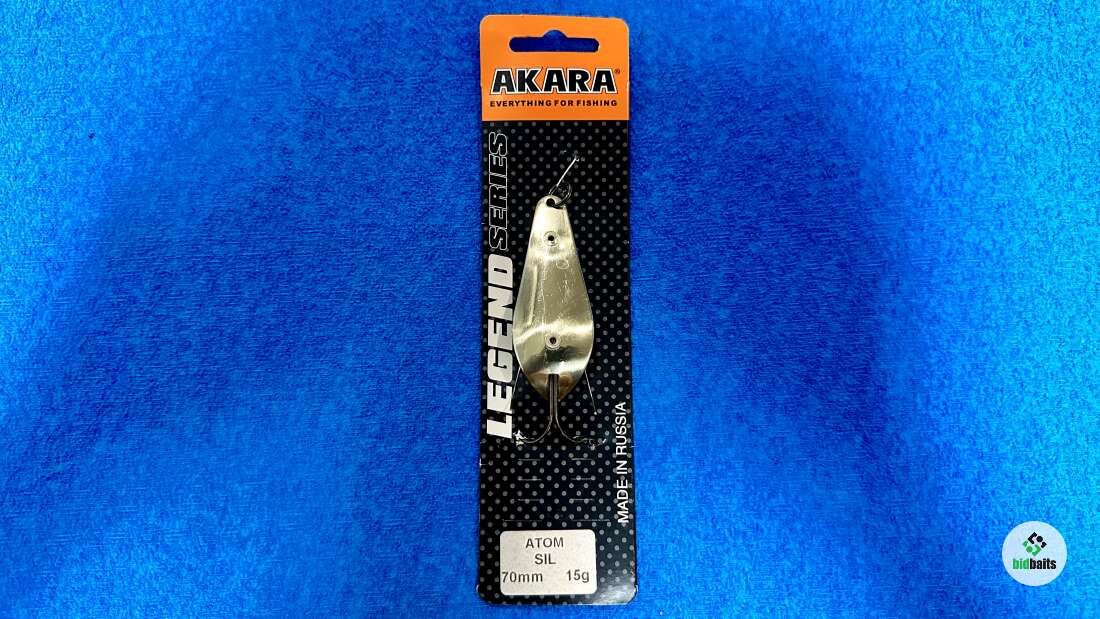 AKARA®
EVERYTHING FOR FISHING
LEGEND SERIES
MADE IN RUSSIA
ATOM
SIL
70mm 15g
bidbaits